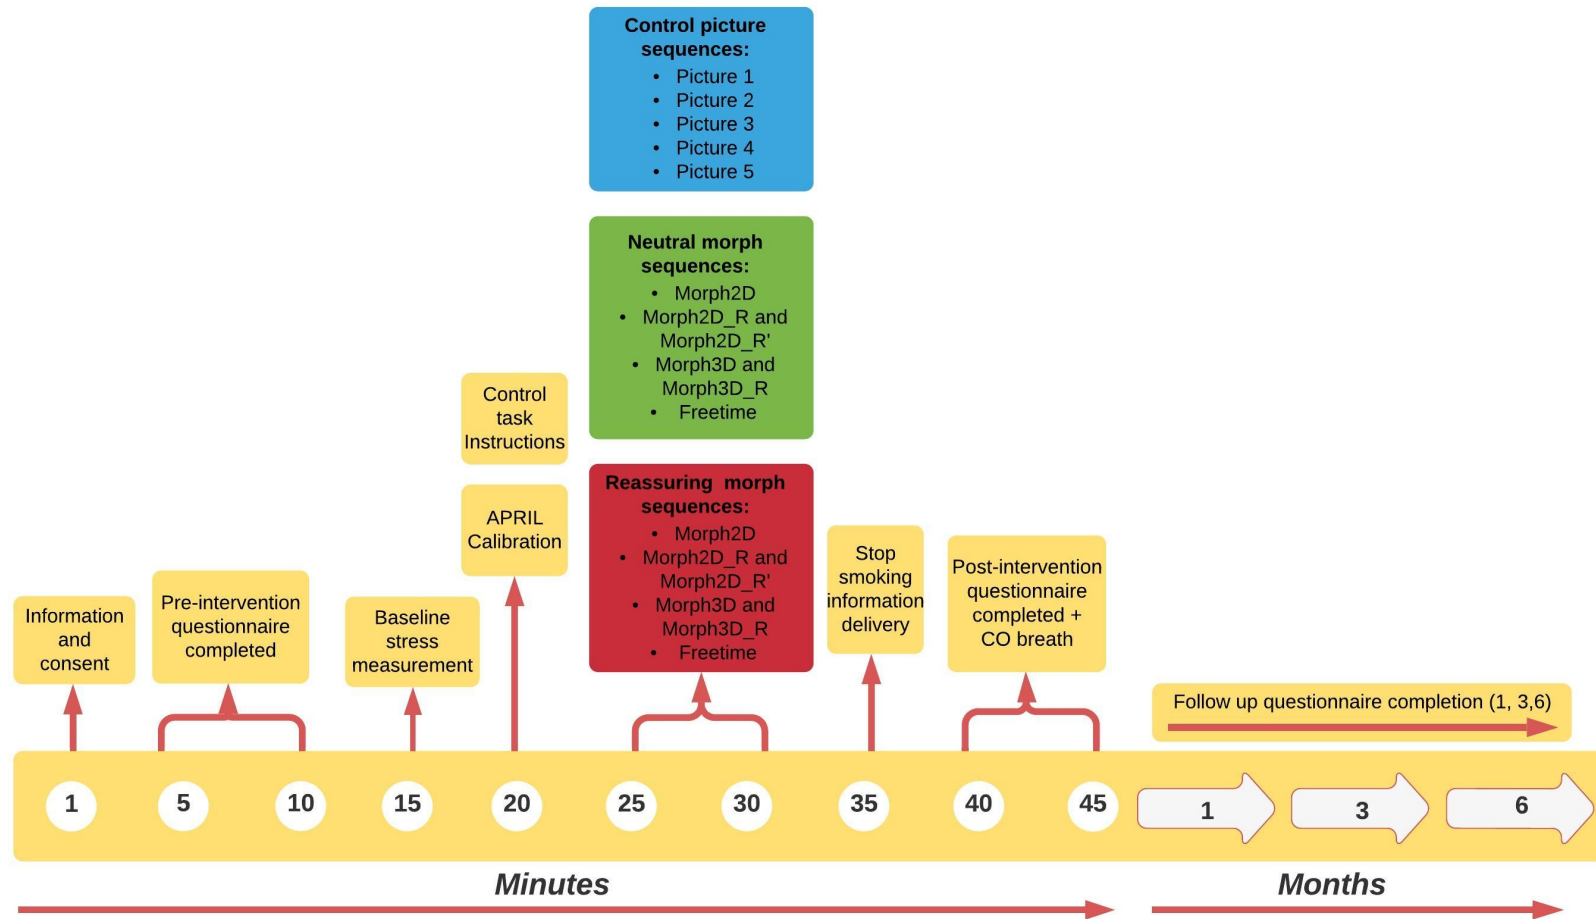 Control picture
sequences:
• Picture 1
• Picture 2
• Picture 3
• Picture 4
• Picture 5
Neutral morph
sequences:
• Morph2D
• Morph2D_R and
Morph2D_R'
• Morph3D and
Morph3D_R
• Freetime
Control
task
Instructions
Reassuring morph
sequences:
• Morph2D
• Morph2D_R and
Morph2D_R'
• Morph3D and
Morph3D_R
• Freetime
APRIL
Calibration
Information
and
consent
Pre-intervention
questionnaire
completed
Baseline
stress
measurement
Stop
smoking
information
delivery
Post-intervention
questionnaire
completed +
CO breath
Follow up questionnaire completion (1, 3,6)
1 5 10 15 20 25 30 35 40 45 1 3 6
Minutes Months